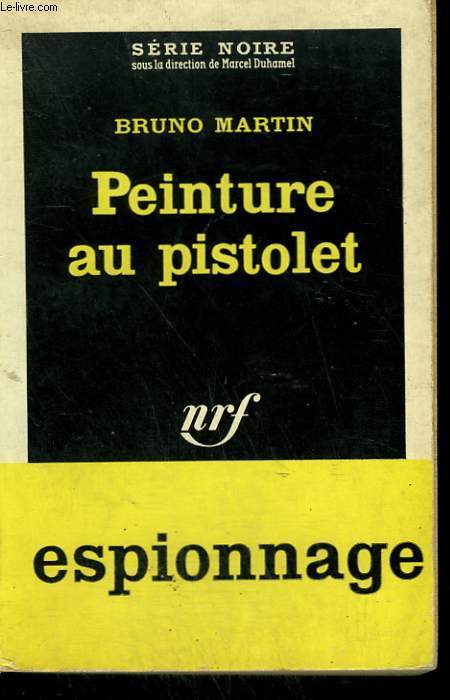 Le-livre.com
SÉRIE NOIRE
sous la direction de Marcel Duhamel
BRUNO MARTIN
Peinture
au pistolet
nrf
espionnage